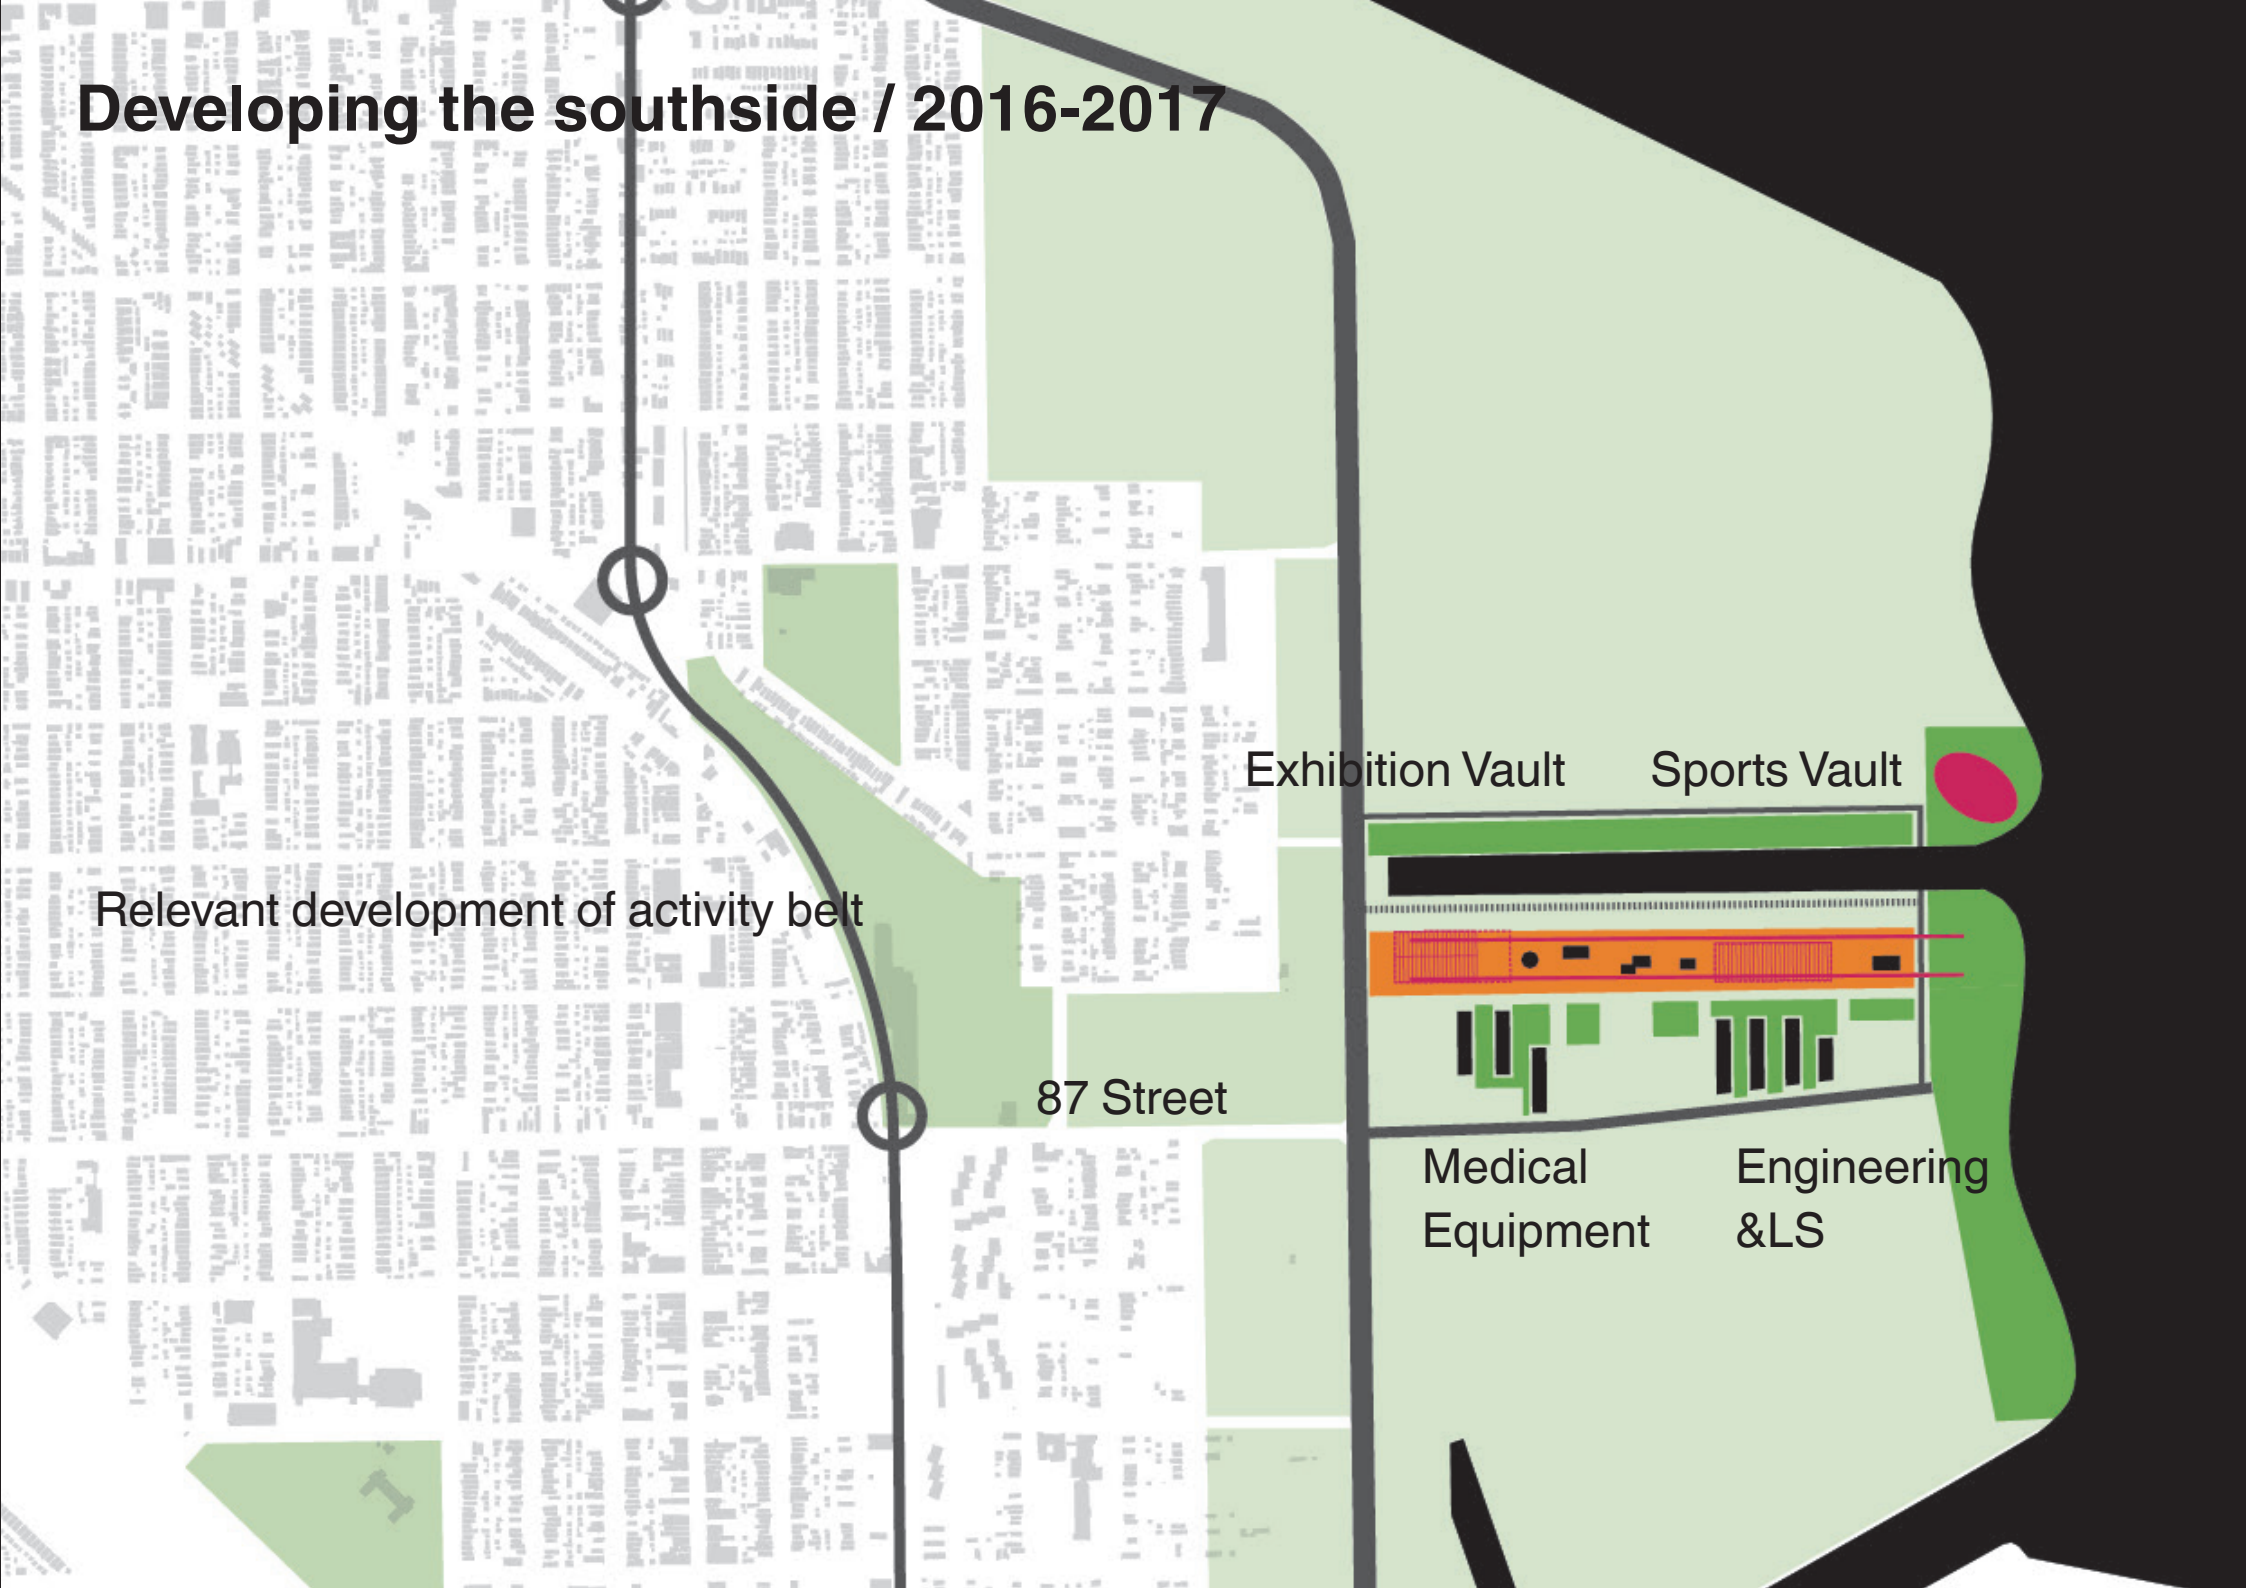 Developing the southside / 2016-2017
Exhibition Vault
Sports Vault
Relevant development of activity belt
87 Street
Medical
Equipment
Engineering
&LS